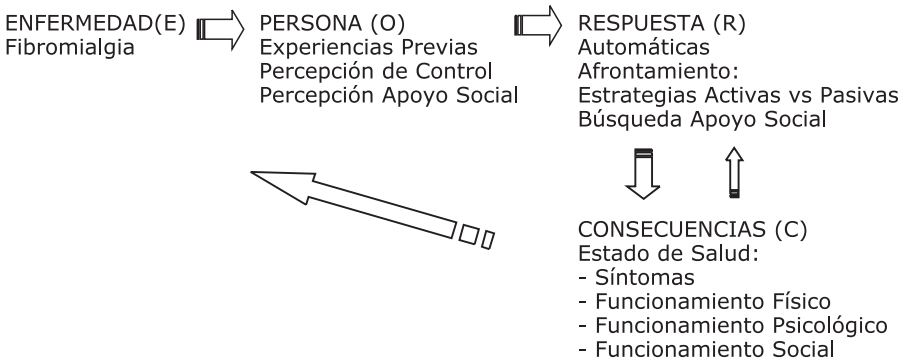 ENFERMEDAD(E)
Fibromialgia
PERSONA (O)
Experiencias Previas
Percepción de Control
Percepción Apoyo Social
RESPUESTA (R)
Automáticas
Afrontamiento:
Estrategias Activas vs Pasivas
Búsqueda Apoyo Social
CONSECUENCIAS (C)
Estado de Salud:
- Síntomas
- Funcionamiento Físico
- Funcionamiento Psicológico
- Funcionamiento Social